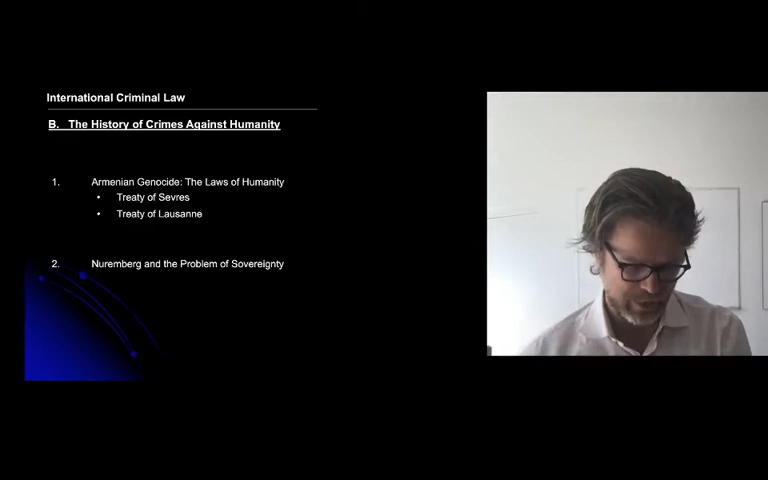 International Criminal Law
B. The History of Crimes Against Humanity
1. Armenian Genocide: The Laws of Humanity
• Treaty of Sevres
• Treaty of Lausanne
2. Nuremberg and the Problem of Sovereignty